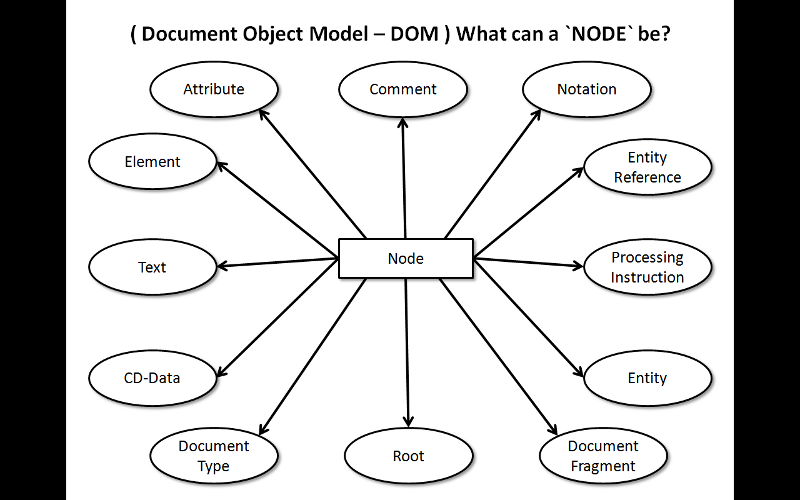 ( Document Object Model – DOM ) What can a `NODE` be?
Attribute
Comment
Notation
Element
Entity
Reference
Text
Node
Processing
Instruction
CD-Data
Entity
Document
Type
Root
Document
Fragment